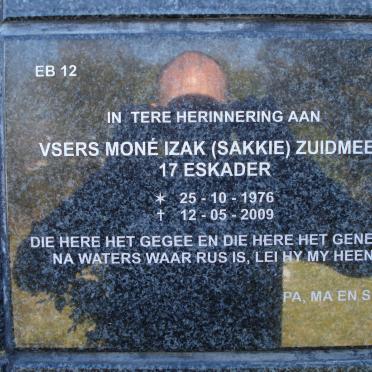 EB 12
IN TERE HERINNERING AAN
VSERS MONÉ IZAK (SAKKIE)
17 ESKADER
✶ 25 - 10 - 1976
✝ 12 - 05 - 2009
DIE HERE HET GEGEE EN DIE HERE HET
NA WATERS WAAR RUS IS, LEI HY MY HEEN
PA, MA EN